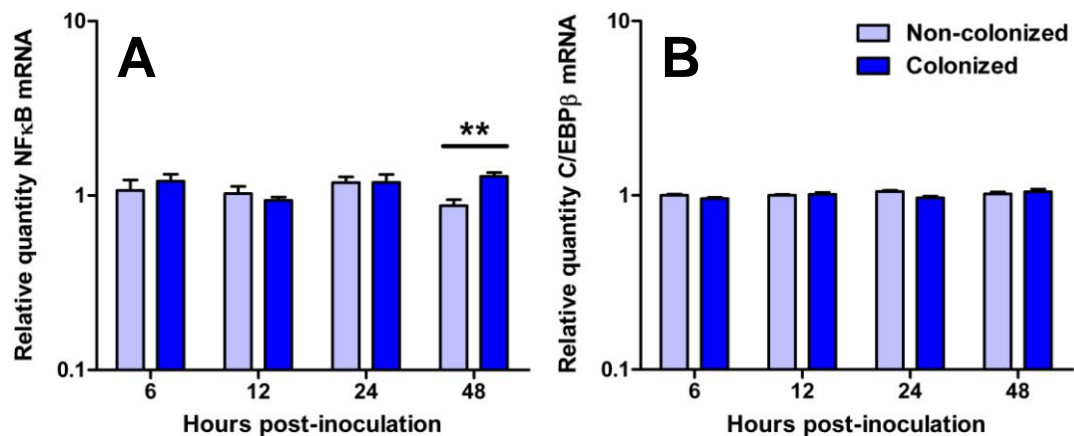 A
Relative quantity NFκB mRNA
10
1
0.1
**
6 12 24 48
Hours post-inoculation
B
Relative quantity C/EBPβ mRNA
10
1
0.1
Non-colonized
Colonized
6 12 24 48
Hours post-inoculation